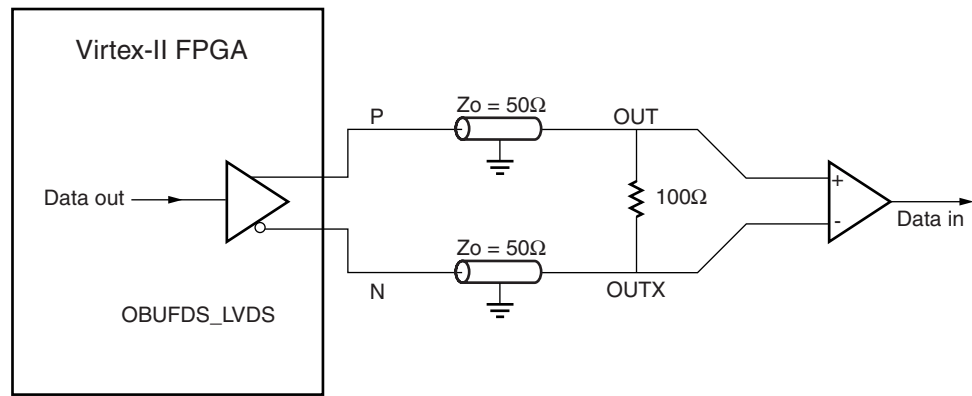 Virtex-II FPGA
P
Zo = 50Ω
OUT
Data out
100Ω
+
-
Data in
Zo = 50Ω
N
OUTX
OBUFDS_LVDS